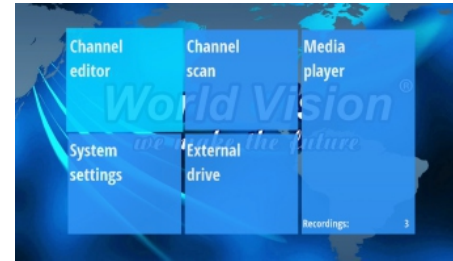 Channel
editor
Channel
scan
Media
player
World Vision®
we make the future
System
settings
External
drive
Recordings: 3